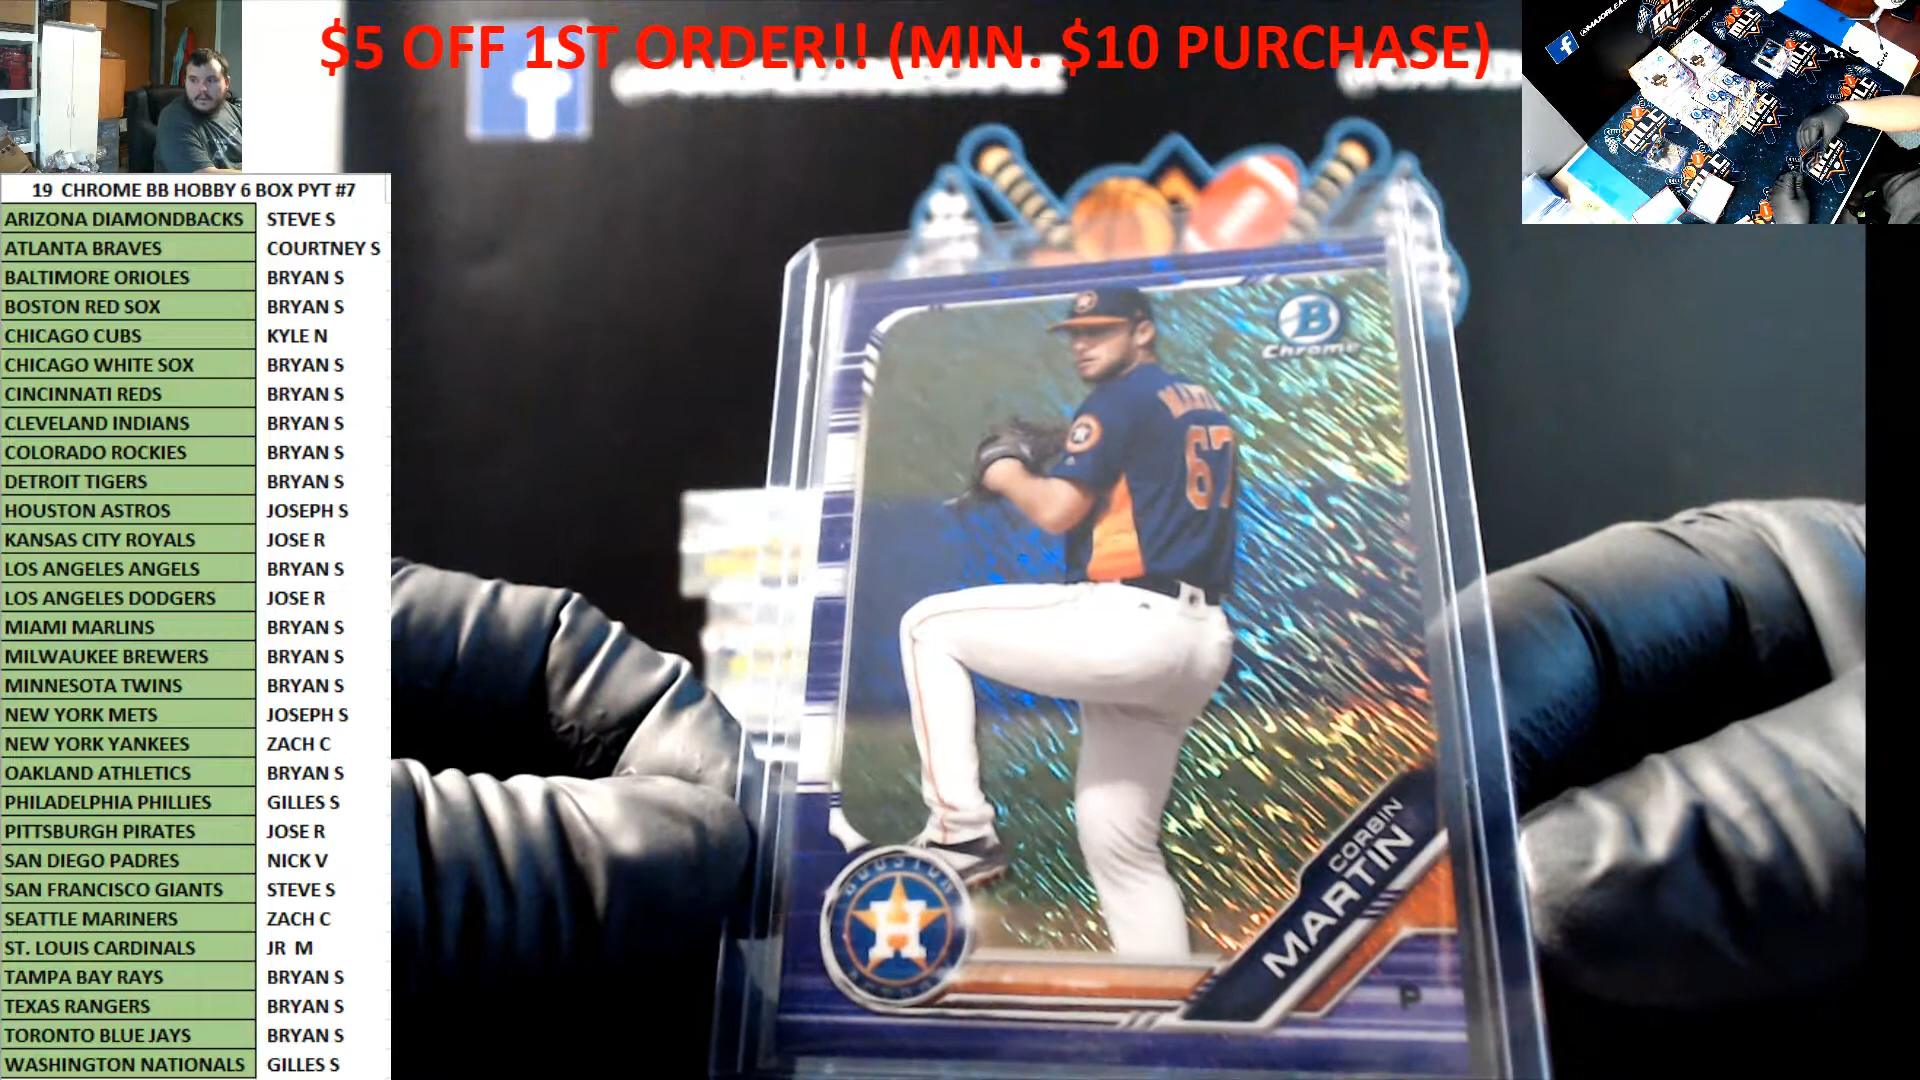 $5 OFF 1ST ORDER!! (MIN. $10 PURCHASE)
19 CHROME BB HOBBY 6 BOX PYT #7
ARIZONA DIAMONDBACKS STEVE S
ATLANTA BRAVES COURTNEY S
BALTIMORE ORIOLES BRYAN S
BOSTON RED SOX BRYAN S
CHICAGO CUBS KYLE N
CHICAGO WHITE SOX BRYAN S
CINCINNATI REDS BRYAN S
CLEVELAND INDIANS BRYAN S
COLORADO ROCKIES BRYAN S
DETROIT TIGERS BRYAN S
HOUSTON ASTROS JOSEPH S
KANSAS CITY ROYALS JOSE R
LOS ANGELES ANGELS BRYAN S
LOS ANGELES DODGERS JOSE R
MIAMI MARLINS BRYAN S
MILWAUKEE BREWERS BRYAN S
MINNESOTA TWINS BRYAN S
NEW YORK METS JOSEPH S
NEW YORK YANKEES ZACH C
OAKLAND ATHLETICS BRYAN S
PHILADELPHIA PHILLIES GILLES S
PITTSBURGH PIRATES JOSE R
SAN DIEGO PADRES NICK V
SAN FRANCISCO GIANTS STEVE S
SEATTLE MARINERS ZACH C
ST. LOUIS CARDINALS JR M
TAMPA BAY RAYS BRYAN S
TEXAS RANGERS BRYAN S
TORONTO BLUE JAYS BRYAN S
WASHINGTON NATIONALS GILLES S
B
Chrome
67
CORBIN
MARTIN
P
HOUSTON
H
MLC
MLC
MLC